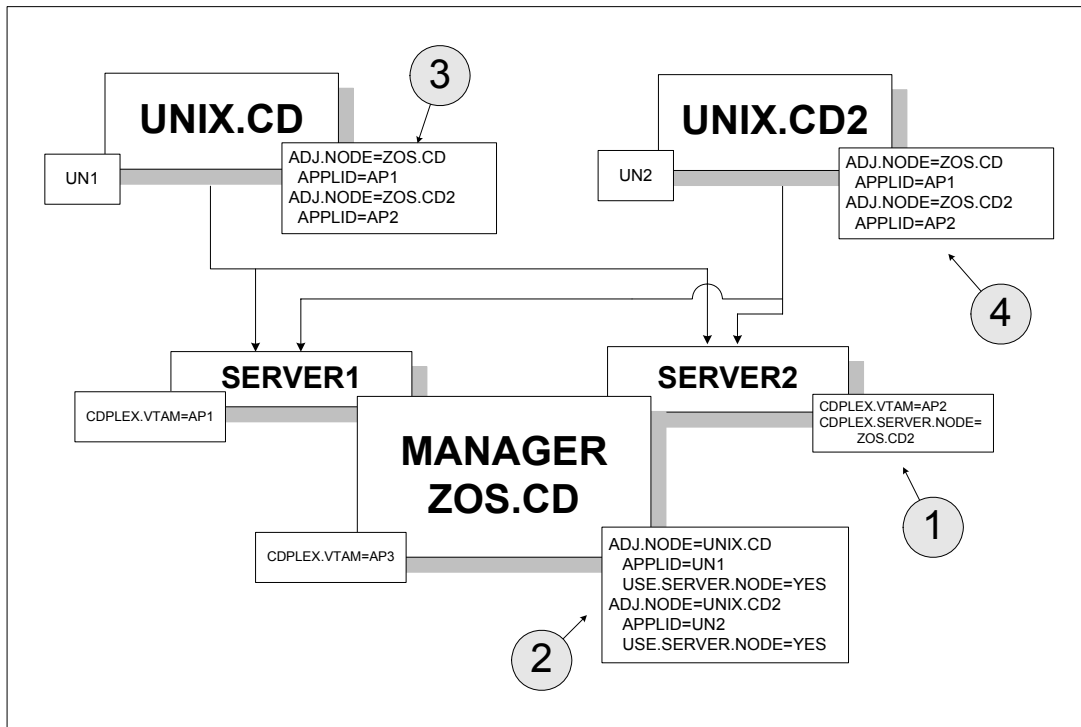 3
UNIX.CD
UN1
ADJ.NODE=ZOS.CD
APPLID=AP1
ADJ.NODE=ZOS.CD2
APPLID=AP2
UNIX.CD2
UN2
ADJ.NODE=ZOS.CD
APPLID=AP1
ADJ.NODE=ZOS.CD2
APPLID=AP2
4
SERVER1
CDPLEX.VTAM=AP1
SERVER2
CDPLEX.VTAM=AP2
CDPLEX.SERVER.NODE=
ZOS.CD2
1
MANAGER
ZOS.CD
CDPLEX.VTAM=AP3
ADJ.NODE=UNIX.CD
APPLID=UN1
USE.SERVER.NODE=YES
ADJ.NODE=UNIX.CD2
APPLID=UN2
USE.SERVER.NODE=YES
2